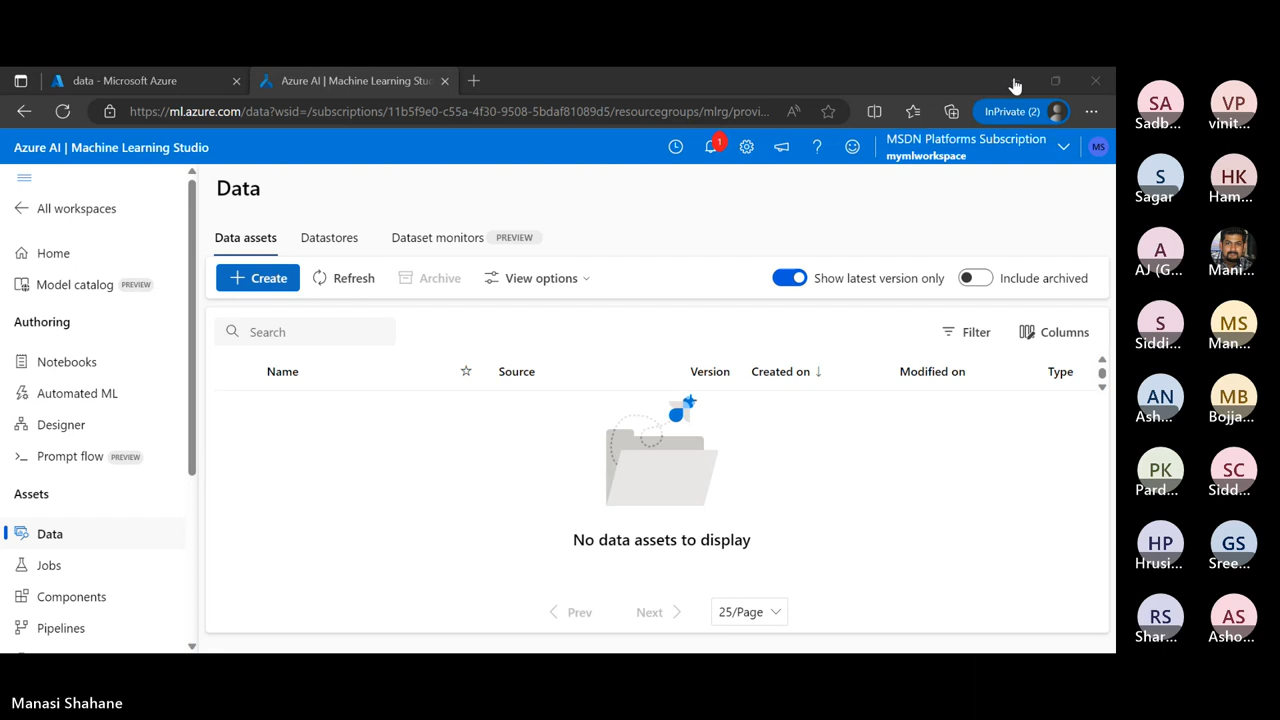 data - Microsoft Azure
Azure AI | Machine Learning Stu
https://ml.azure.com/data?wsid=/subscriptions/11b5f9e0-c55a-4f30-9508-5bdaf81089d5/resourcegroups/mlrg/provi...
InPrivate (2)
Azure AI | Machine Learning Studio
1
MSDN Platforms Subscription
mymlworkspace
MS
All workspaces
Home
Model catalog PREVIEW
Authoring
Notebooks
Automated ML
Designer
Prompt flow PREVIEW
Assets
Data
Jobs
Components
Pipelines
Data
Data assets
Datastores
Dataset monitors PREVIEW
Create
Refresh
Archive
View options
Show latest version only
Include archived
Search
Filter
Columns
Name
Source
Version
Created on
Modified on
Type
No data assets to display
Prev
Next
25/Page
SA
Sadb...
VP
vinit...
S
Sagar
HK
Ham...
A
AJ (G...
Mani...
S
Siddi...
MS
Man...
AN
Ash...
MB
Bojja...
PK
Pard...
SC
Sidd...
HP
Hrusi...
GS
Sree...
RS
Shar...
AS
Asho...
Manasi Shahane